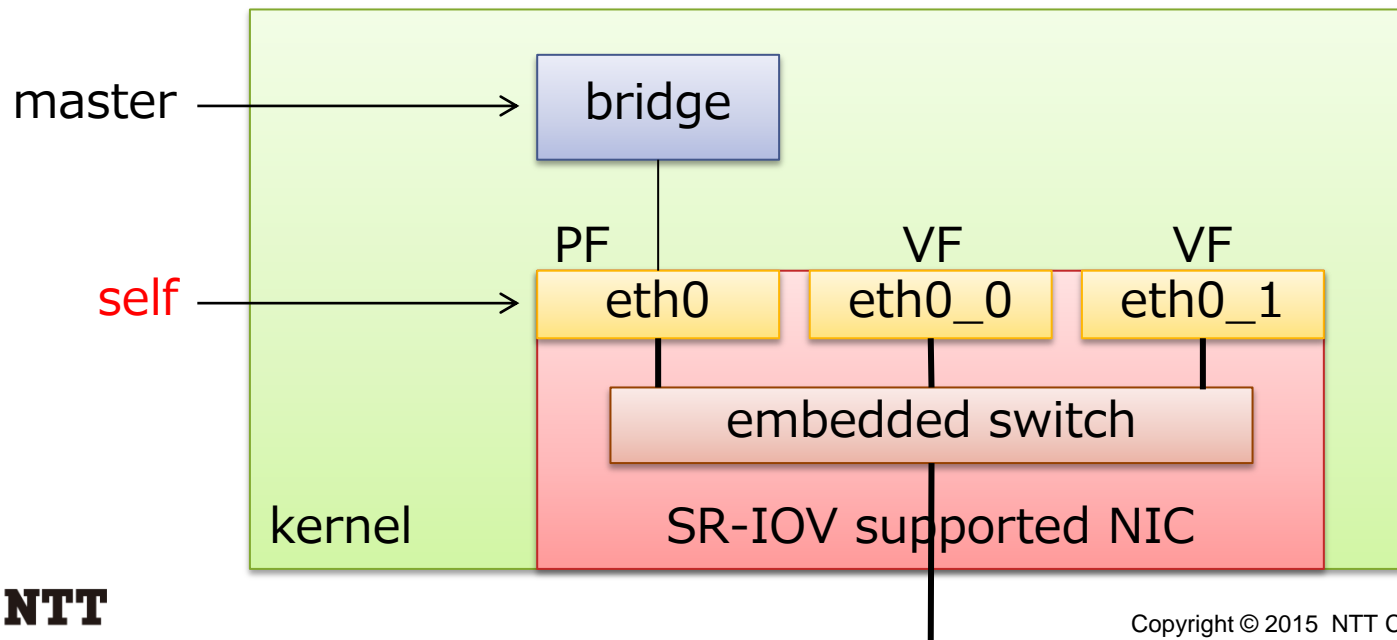 master
bridge
PF
VF
VF
self
eth0
eth0_0
eth0_1
embedded switch
kernel
SR-IOV supported NIC
NTT
Copyright © 2015 NTT C